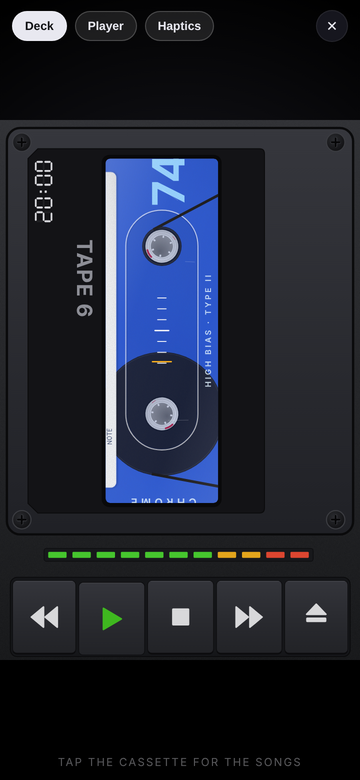 Deck
Player
Haptics
00:02
TAPE 6
74
HIGH BIAS · TYPE II
NOTE
CHROME
TAP THE CASSETTE FOR THE SONGS